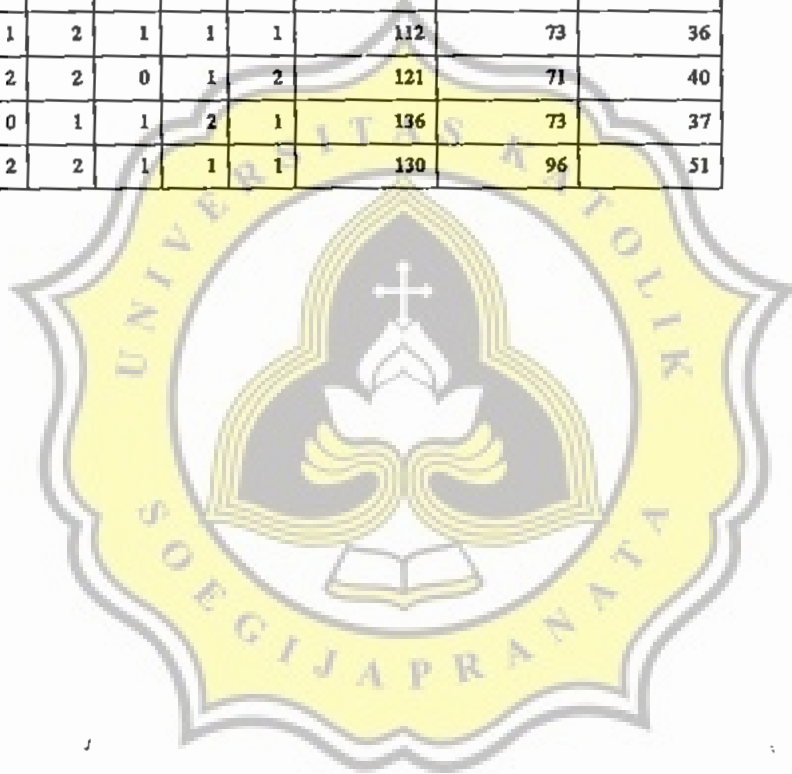 1 2 1 1 1 112 73 36
2 2 0 1 2 121 71 40
0 1 1 2 1 136 73 37
2 2 1 1 1 130 96 51
UNIVERSITAS KATOLIK
SOEGIJAPRANATA